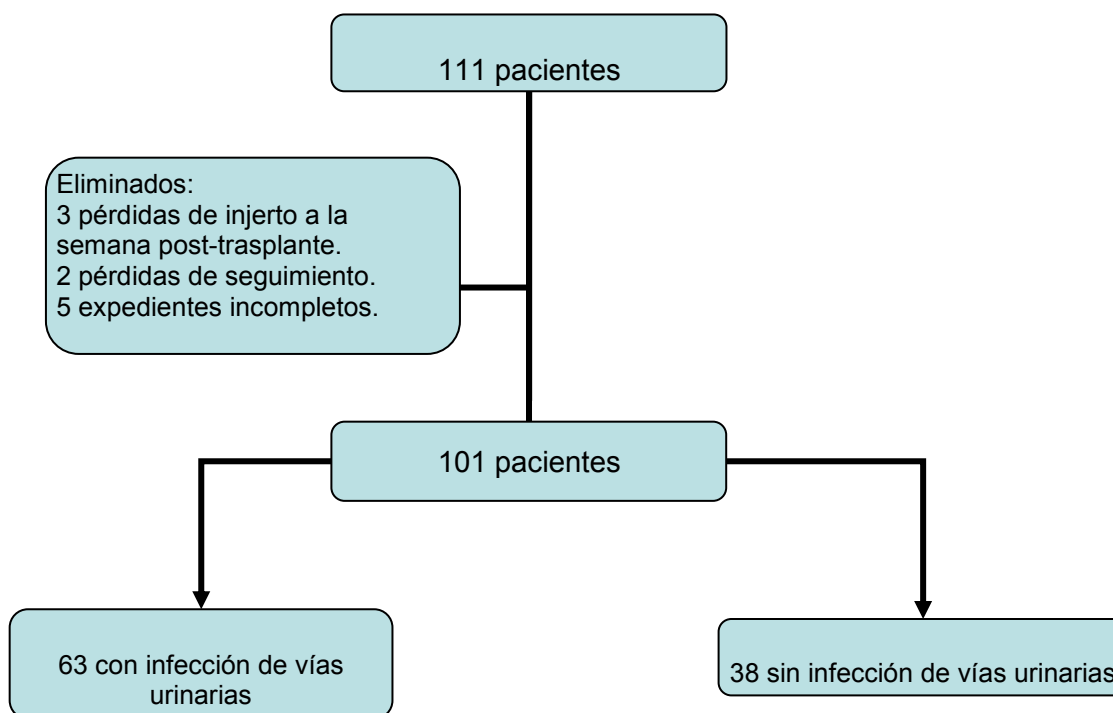 111 pacientes
Eliminados:
3 pérdidas de injerto a la
semana post-trasplante.
2 pérdidas de seguimiento.
5 expedientes incompletos.
101 pacientes
63 con infección de vías
urinarias
38 sin infección de vías urinarias